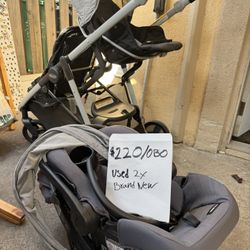 $220/OBO
Used 2x
Brand New